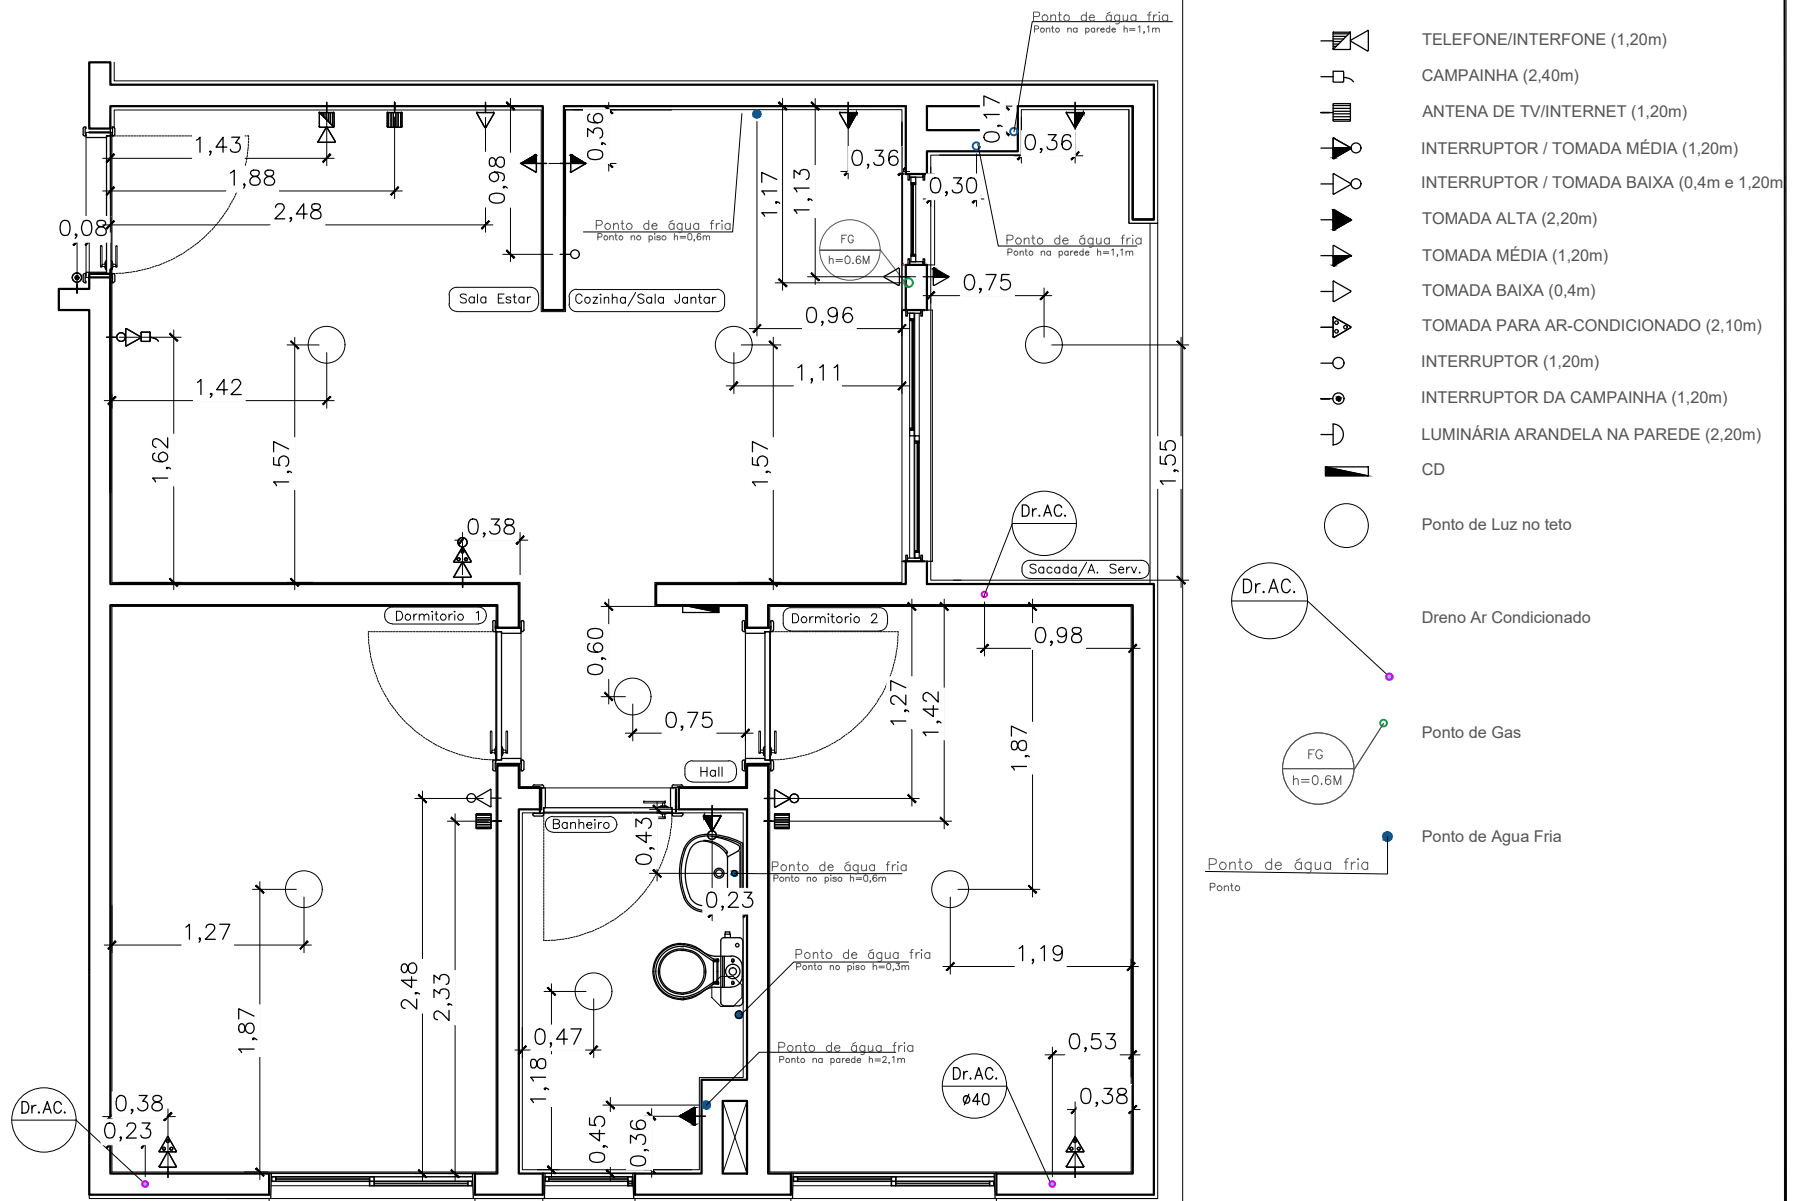 Ponto de água fria
Ponto na parede h=1,1m
1,43
1,88
2,48
0,08
0,98
0,36
1,17
1,13
0,36
0,17
0,36
0,30
Ponto de água fria
Ponto no piso h=0,6m
FG
h=0.6M
Ponto de água fria
Ponto na parede h=1,1m
Sala Estar
Cozinha/Sala Jantar
0,75
0,96
1,42
1,11
1,62
1,57
1,57
1,55
0,38
Dr.AC.
Sacada/A. Serv.
Dormitorio 1
Dormitorio 2
0,60
0,75
0,98
1,27
1,42
1,87
Hall
Banheiro
0,43
Ponto de água fria
Ponto no piso h=0,6m
0,23
1,27
1,87
2,48
2,33
Ponto de água fria
Ponto no piso h=0,3m
1,19
0,47
1,18
Ponto de água fria
Ponto na parede h=2,1m
0,45
0,36
0,53
0,38
Dr.AC.
ø40
Dr.AC.
0,38
0,23
TELEFONE/INTERFONE (1,20m)
CAMPAINHA (2,40m)
ANTENA DE TV/INTERNET (1,20m)
INTERRUPTOR / TOMADA MÉDIA (1,20m)
INTERRUPTOR / TOMADA BAIXA (0,4m e 1,20m
TOMADA ALTA (2,20m)
TOMADA MÉDIA (1,20m)
TOMADA BAIXA (0,4m)
TOMADA PARA AR-CONDICIONADO (2,10m)
INTERRUPTOR (1,20m)
INTERRUPTOR DA CAMPAINHA (1,20m)
LUMINÁRIA ARANDELA NA PAREDE (2,20m)
CD
Ponto de Luz no teto
Dr.AC.
Dreno Ar Condicionado
Ponto de Gas
FG
h=0.6M
Ponto de Agua Fria
Ponto de água fria
Ponto